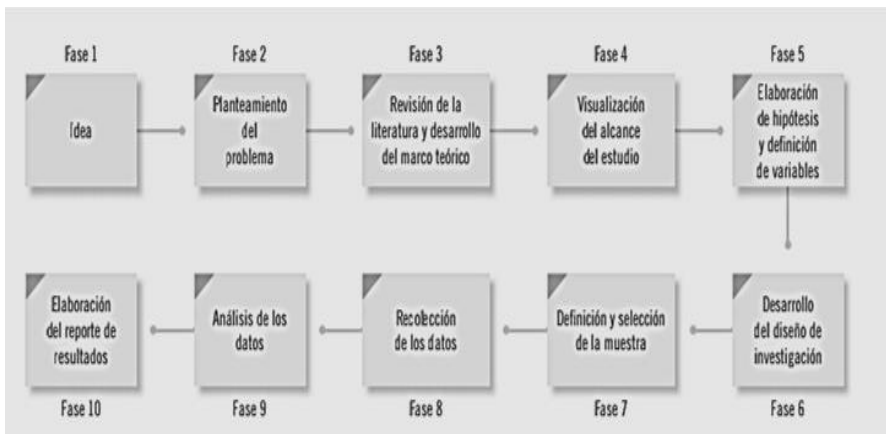 Fase 1
Idea
Fase 2
Planteamiento
del
problema
Fase 3
Revisión de la
literatura y desarrollo
del marco teórico
Fase 4
Visualización
del alcance
del estudio
Fase 5
Elaboración
de hipótesis
y definición
de variables
Desarrollo
del diseño de
investigación
Fase 6
Definición y selección
de la muestra
Fase 7
Recolección
de los datos
Fase 8
Análisis de los
datos
Fase 9
Elaboración
del reporte de
resultados
Fase 10